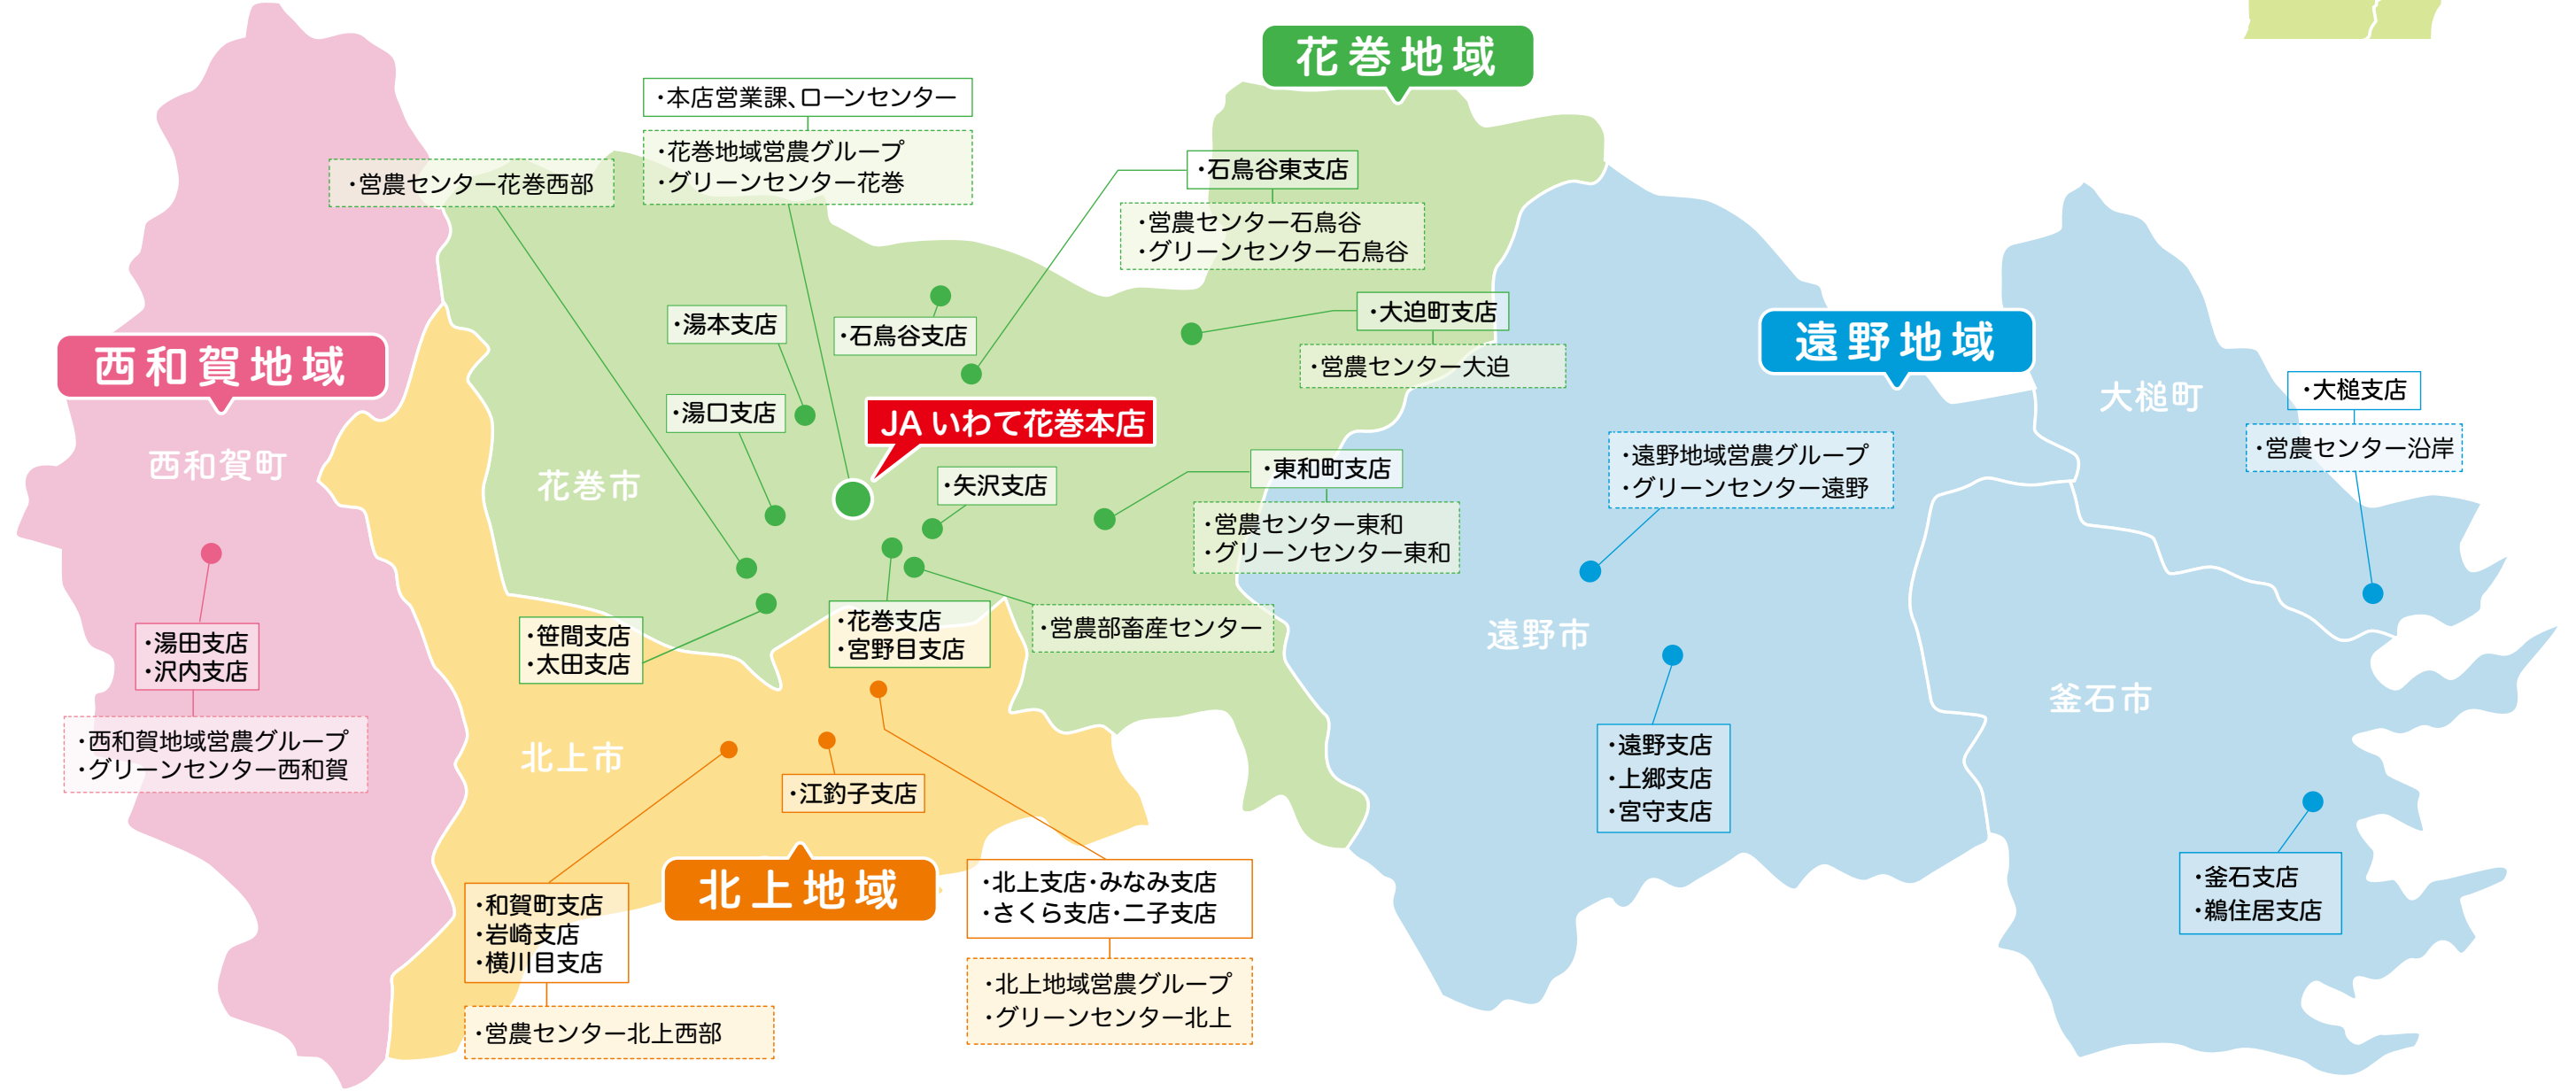 花巻地域
・本店営業課、ローンセンター
・花巻地域営農グループ
・グリーンセンター花巻
・営農センター花巻西部
・石鳥谷東支店
・営農センター石鳥谷
・グリーンセンター石鳥谷
・湯本支店
・石鳥谷支店
・大迫町支店
・営農センター大迫
・湯口支店
JAいわて花巻本店
花巻市
・矢沢支店
・東和町支店
・営農センター東和
・グリーンセンター東和
・笹間支店
・太田支店
・花巻支店
・宮野目支店
・営農部畜産センター
西和賀地域
西和賀町
・湯田支店
・沢内支店
・西和賀地域営農グループ
・グリーンセンター西和賀
北上市
・江釣子支店
北上地域
・和賀町支店
・岩崎支店
・横川目支店
・営農センター北上西部
・北上支店・みなみ支店
・さくら支店・二子支店
・北上地域営農グループ
・グリーンセンター北上
遠野地域
大槌町
・大槌支店
・営農センター沿岸
・遠野地域営農グループ
・グリーンセンター遠野
遠野市
・遠野支店
・上郷支店
・宮守支店
釜石市
・釜石支店
・鵜住居支店